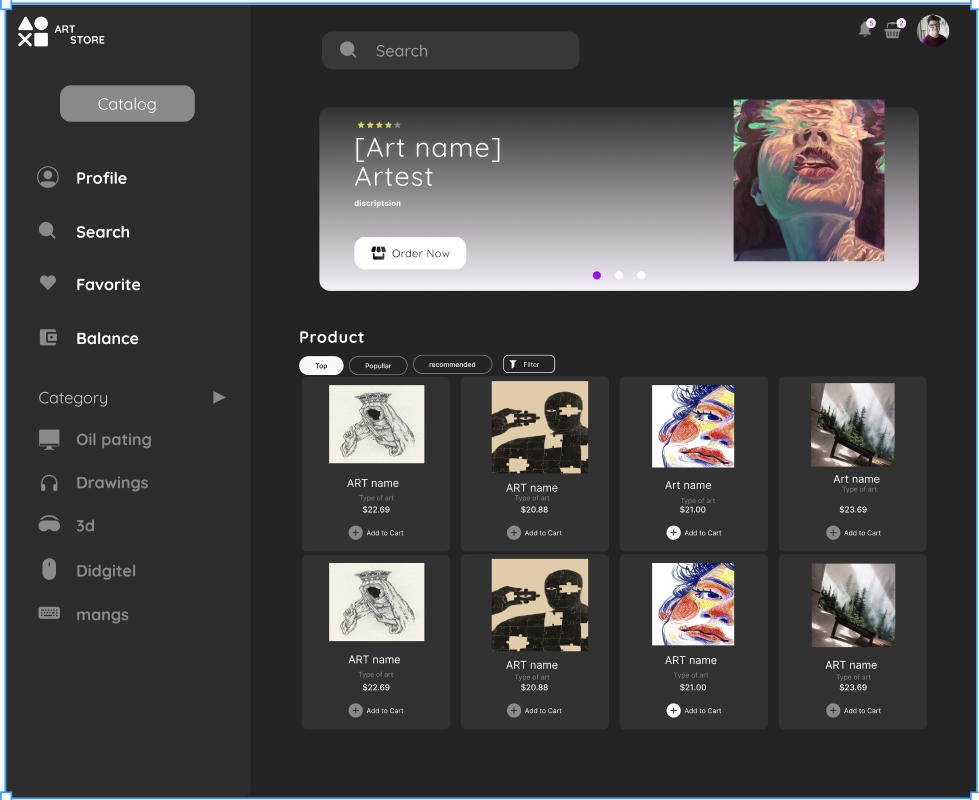 ART
STORE
Search
5
2
Catalog
Profile
Search
Favorite
Balance
Category
Oil pating
Drawings
3d
Didgitel
mangs
[Art name]
Artest
discriptsion
Order Now
Product
Top
Popullar
recommended
Filter
ART name
Type of art
$22.69
Add to Cart
ART name
Type of art
$20.88
Add to Cart
Art name
Type of art
$21.00
Add to Cart
Art name
Type of art
$23.69
Add to Cart
ART name
Type of art
$22.69
Add to Cart
ART name
Type of art
$20.88
Add to Cart
ART name
Type of art
$21.00
Add to Cart
ART name
Type of art
$23.69
Add to Cart